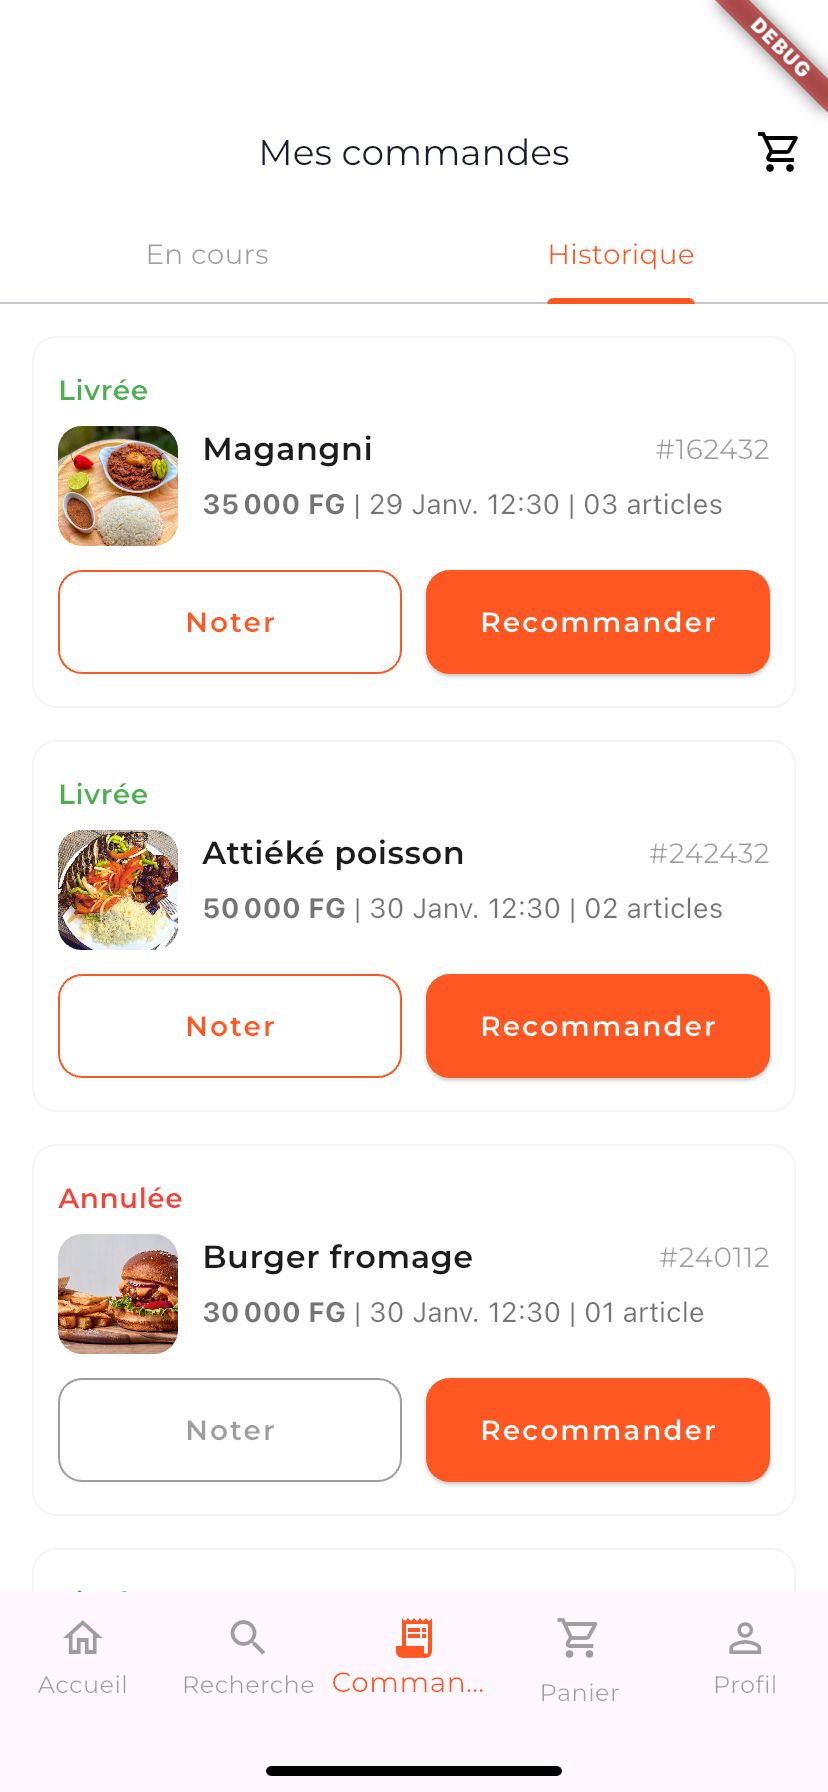 DEBUG
Mes commandes
En cours
Historique
Livrée
Magangni
#162432
35 000 FG | 29 Janv. 12:30 | 03 articles
Noter
Recommander
Livrée
Attiéké poisson
#242432
50 000 FG | 30 Janv. 12:30 | 02 articles
Noter
Recommander
Annulée
Burger fromage
#240112
30 000 FG | 30 Janv. 12:30 | 01 article
Noter
Recommander
Accueil
Recherche
Comman...
Panier
Profil